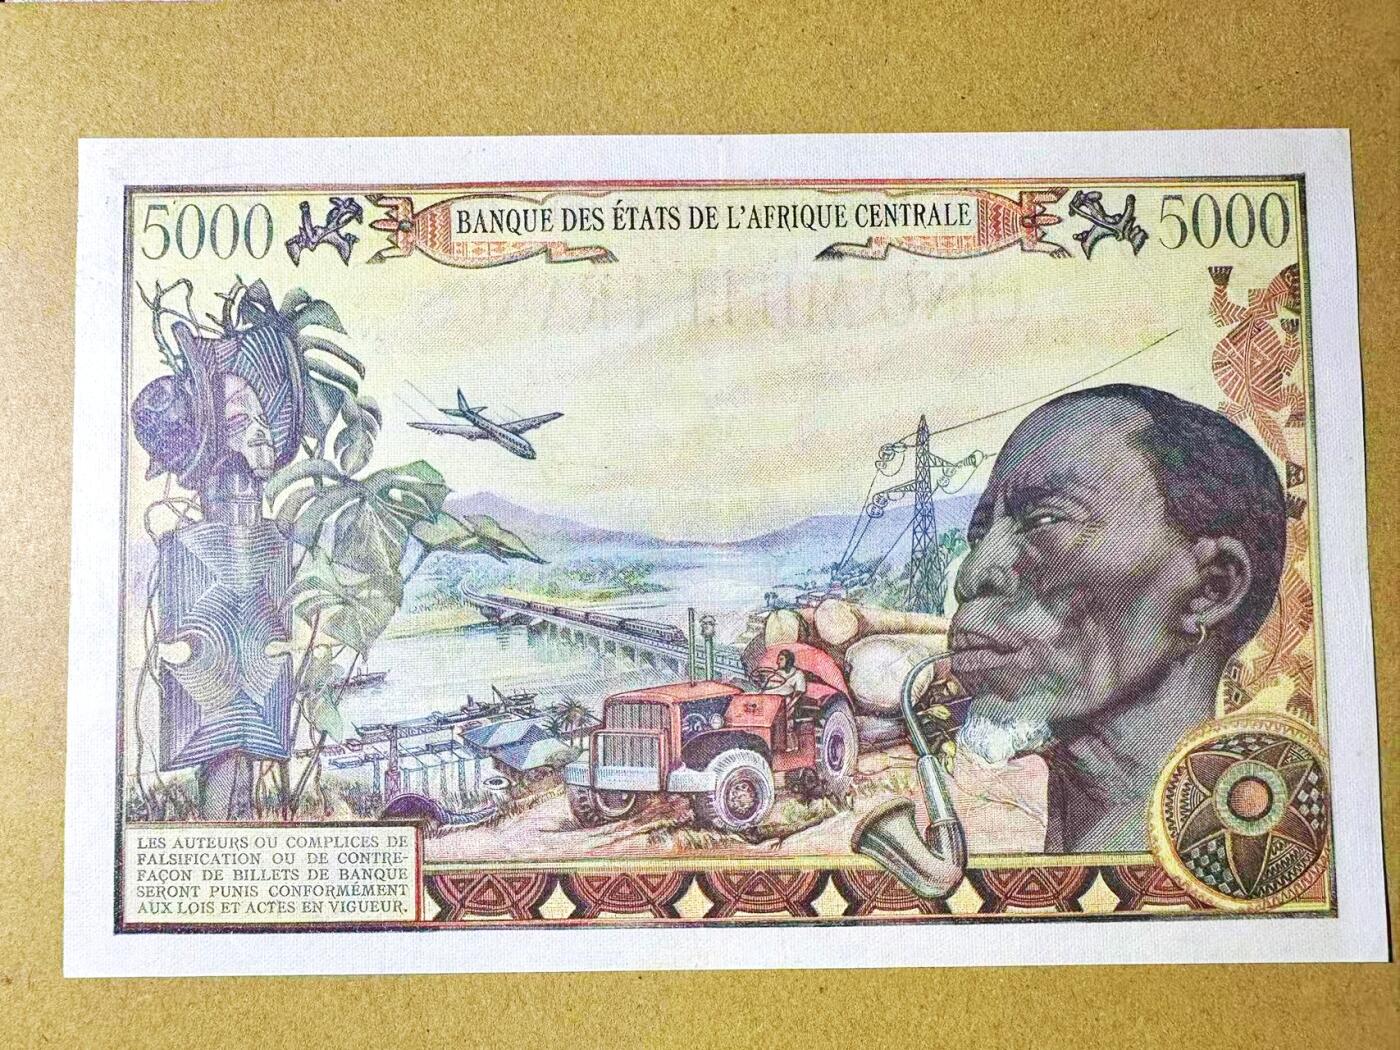 5000
BANQUE DES ÉTATS DE L'AFRIQUE CENTRALE
5000
LES AUTEURS OU COMPLICES DE
FALSIFICATION OU DE CONTRE-
FAÇON DE BILLETS DE BANQUE
SERONT PUNIS CONFORMÉMENT
AUX LOIS ET ACTES EN VIGUEUR.